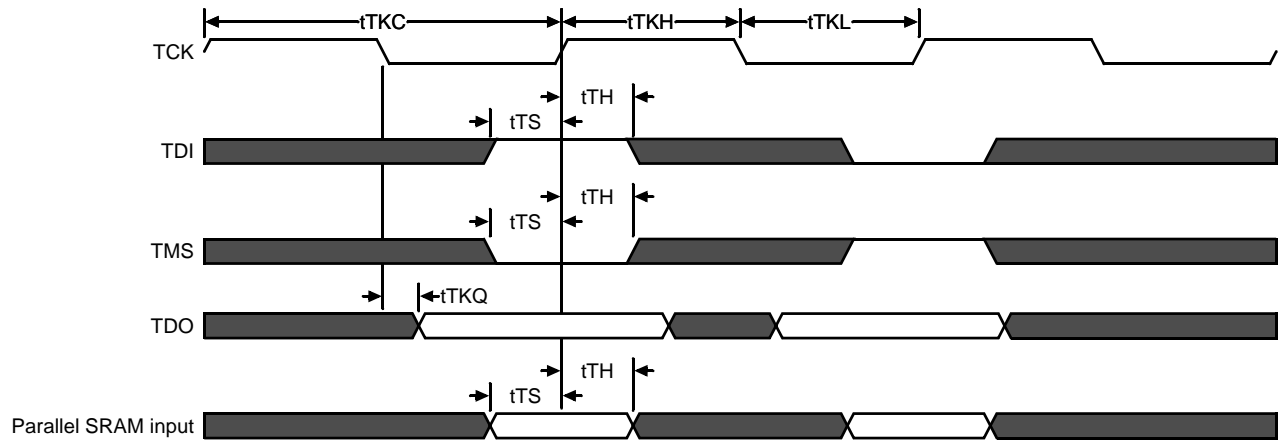 tTKC tTKH tTKL
TCK
tTH
tTS
TDI
tTH
tTS
TMS
tTKQ
TDO
tTH
tTS
Parallel SRAM input